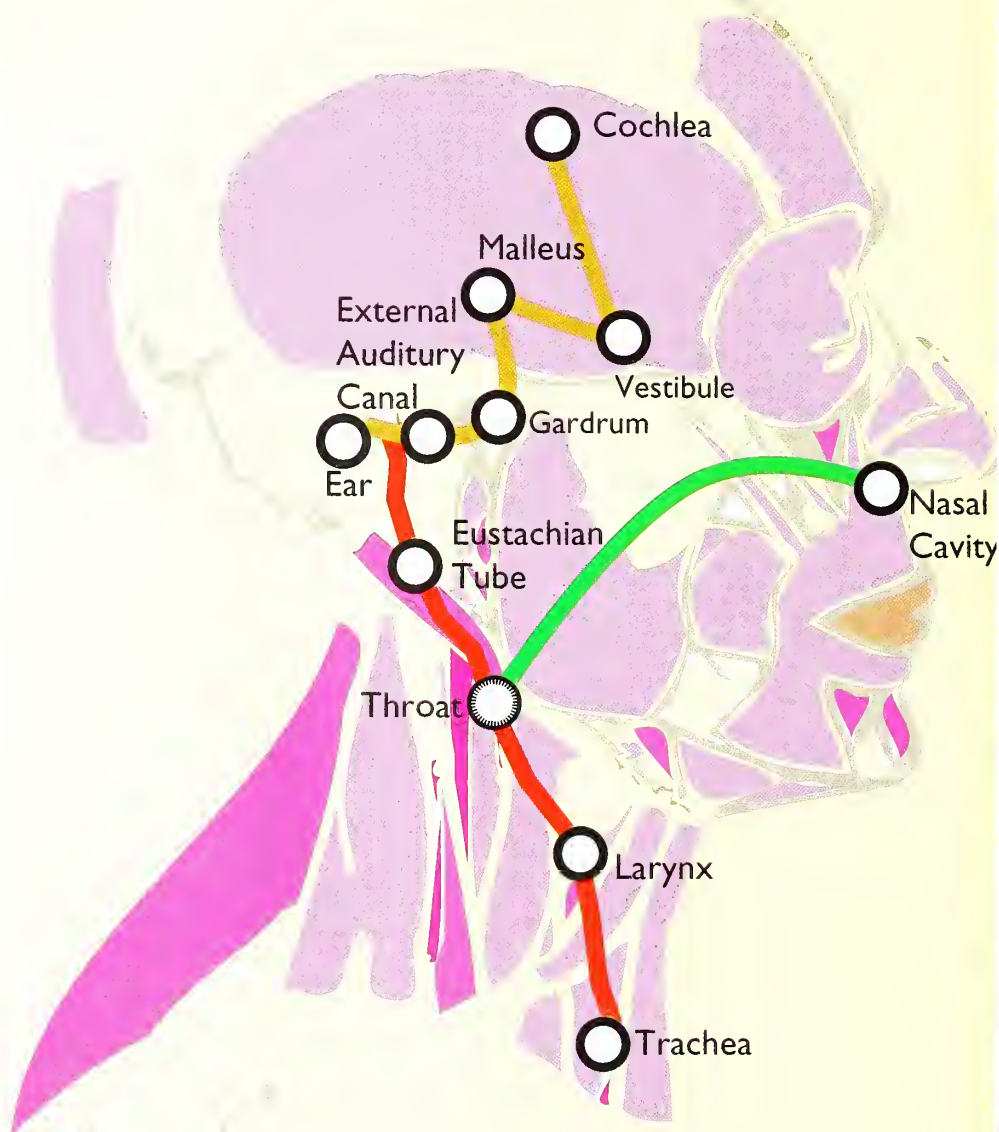 Cochlea
Malleus
External
Auditury
Canal
Vestibule
Gardrum
Ear
Nasal
Cavity
Eustachian
Tube
Throat
Larynx
Trachea